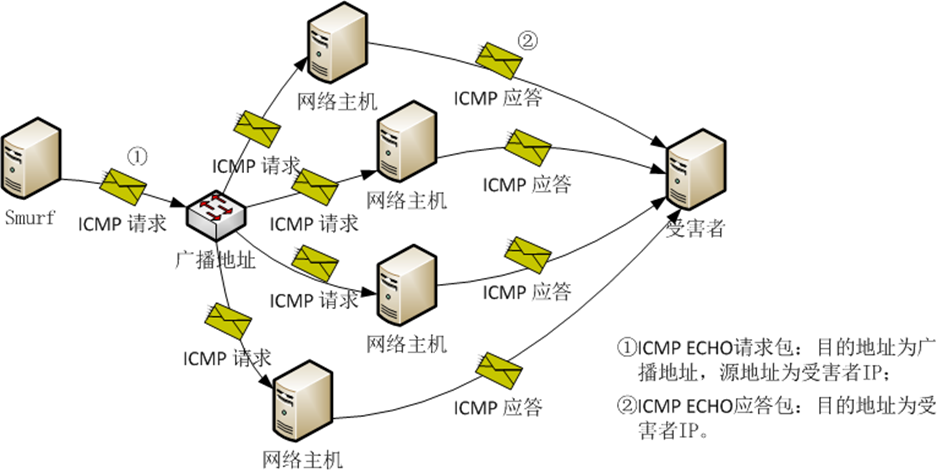 ②
ICMP 应答
网络主机
ICMP 请求
①
ICMP 请求
Smurf
广播地址
ICMP 请求
网络主机
ICMP 应答
受害者
ICMP 请求
网络主机
ICMP 应答
ICMP 请求
网络主机
ICMP 应答
①ICMP ECHO请求包：目的地址为广
播地址，源地址为受害者IP；
②ICMP ECHO应答包：目的地址为受
害者IP。